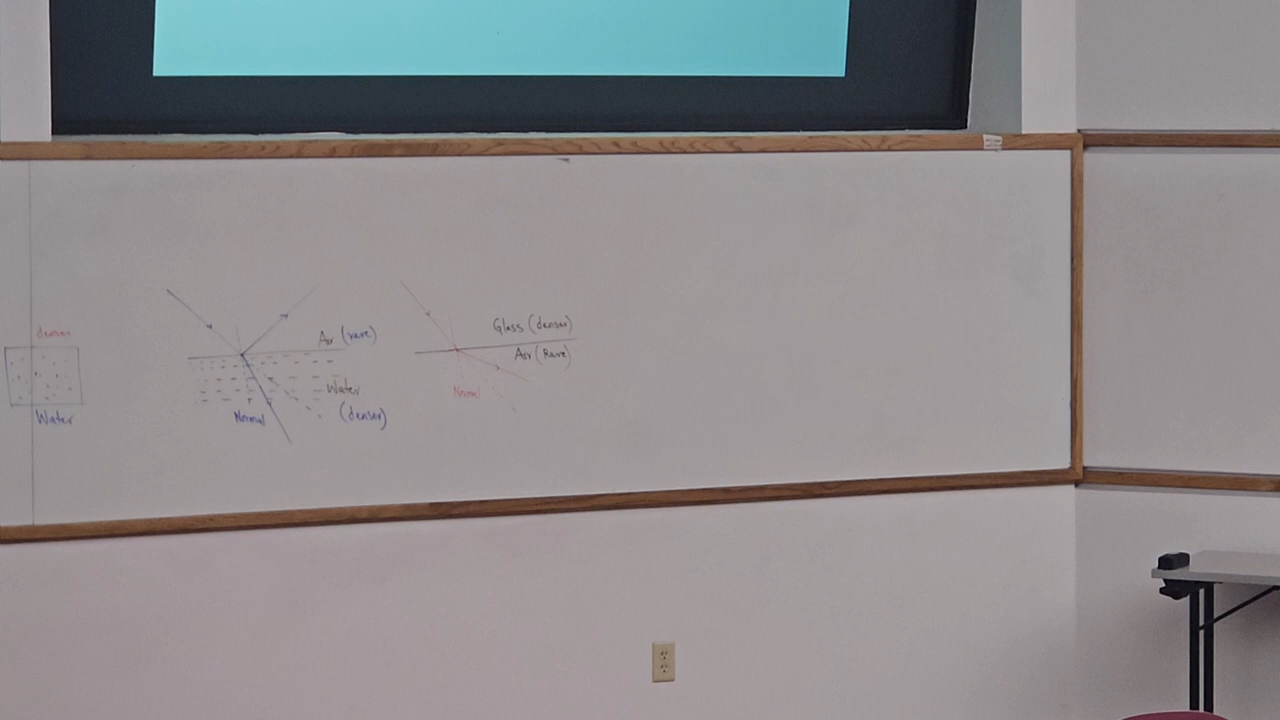 denser
Water
Air (rare)
Water
(denser)
Normal
Glass (denser)
Air (Rare)
Normal